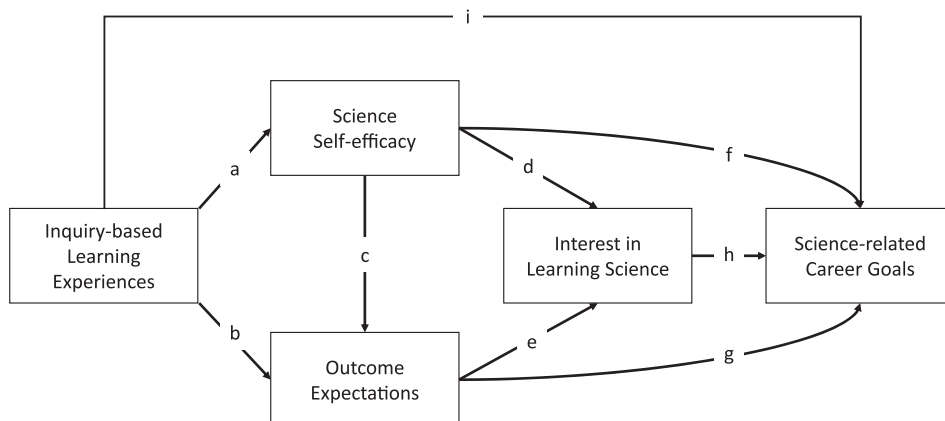 i
Science
Self-efficacy
a
d
f
Inquiry-based
Learning
Experiences
c
Interest in
Learning Science
h
Science-related
Career Goals
b
e
g
Outcome
Expectations